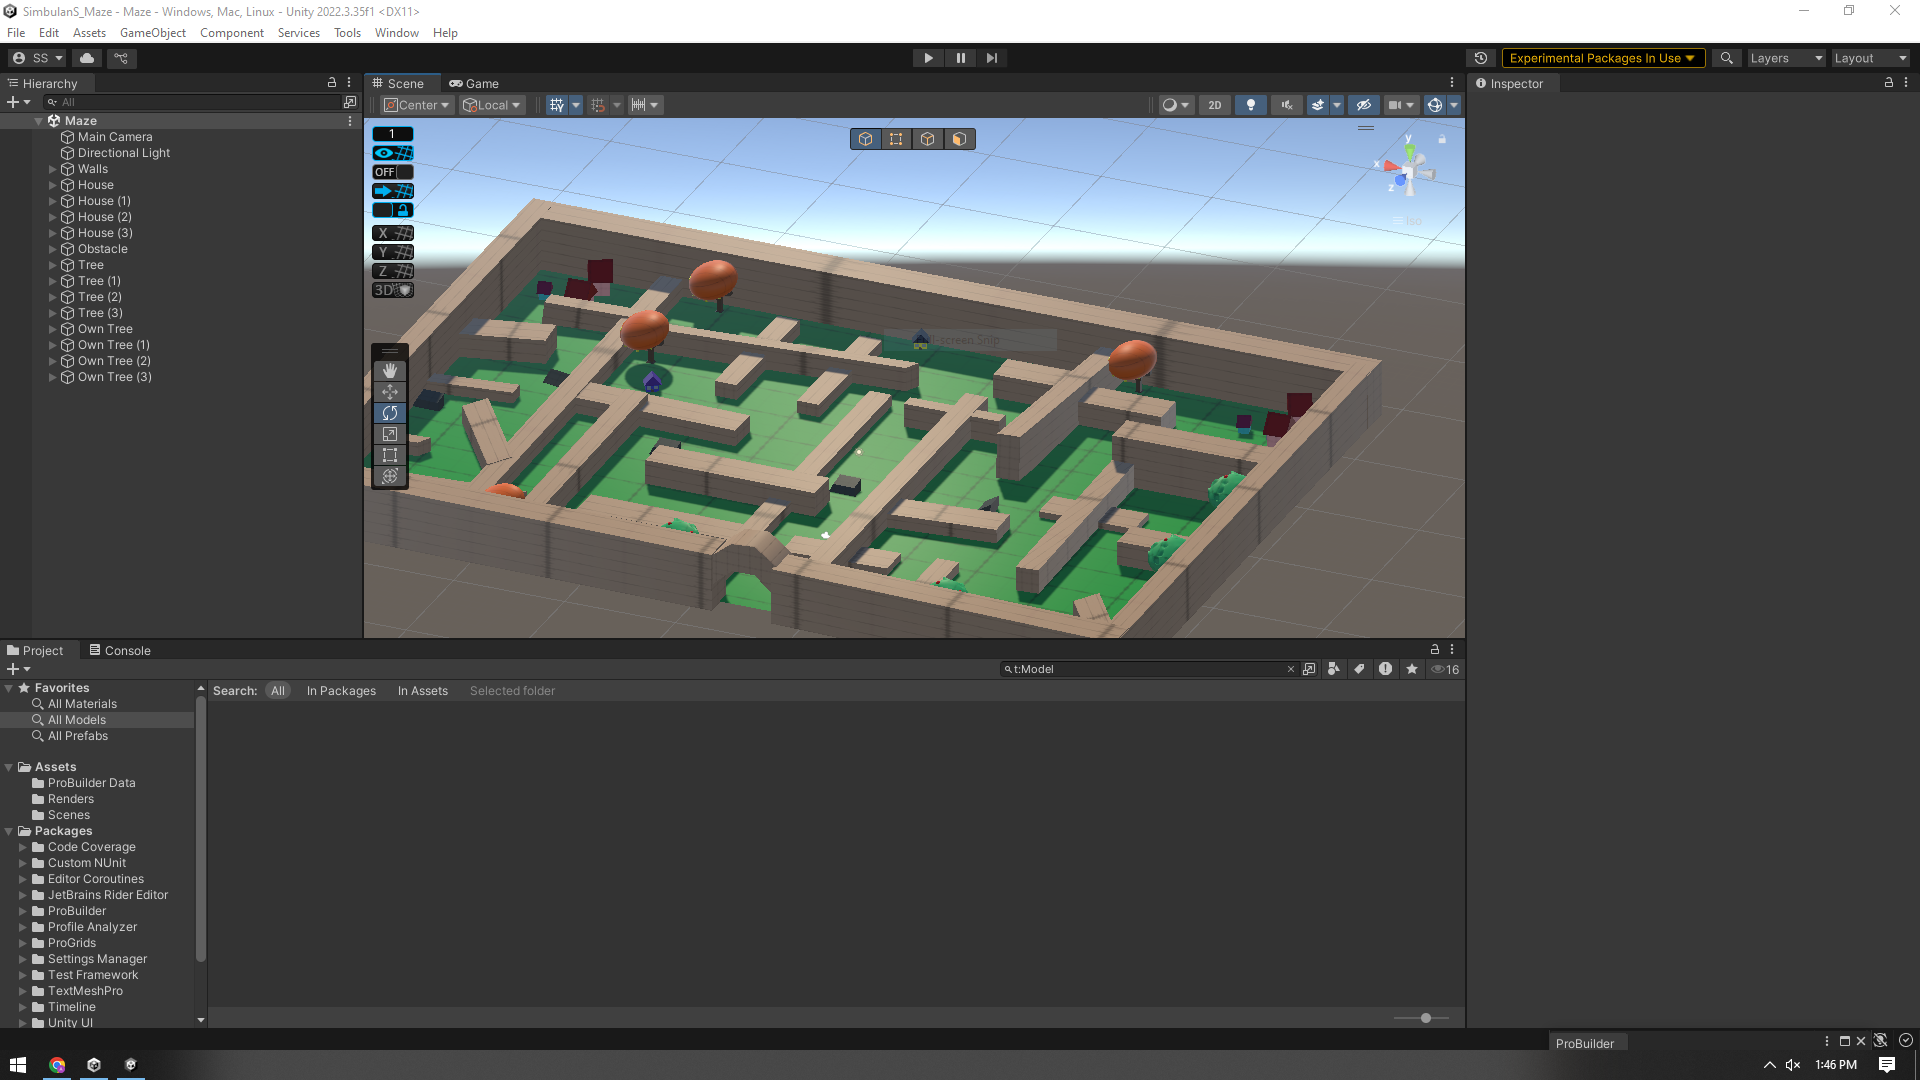 SimbulanS_Maze - Maze - Windows, Mac, Linux - Unity 2022.3.35f1 <DX11>
File Edit Assets GameObject Component Services Tools Window Help
SS Experimental Packages In Use Layers Layout
Hierarchy Scene Game Inspector
All Center Local 2D
Maze
Main Camera
Directional Light
Walls
House
House (1)
House (2)
House (3)
Obstacle
Tree
Tree (1)
Tree (2)
Tree (3)
Own Tree
Own Tree (1)
Own Tree (2)
Own Tree (3)
1
OFF
X
Y
Z
3D
y
x
z
Iso
-screen Snip
Project Console
t:Model 16
Favorites
All Materials
All Models
All Prefabs
Assets
ProBuilder Data
Renders
Scenes
Packages
Code Coverage
Custom NUnit
Editor Coroutines
JetBrains Rider Editor
ProBuilder
Profile Analyzer
ProGrids
Settings Manager
Test Framework
TextMeshPro
Timeline
Unity UI
Search: All In Packages In Assets Selected folder
ProBuilder
1:46 PM